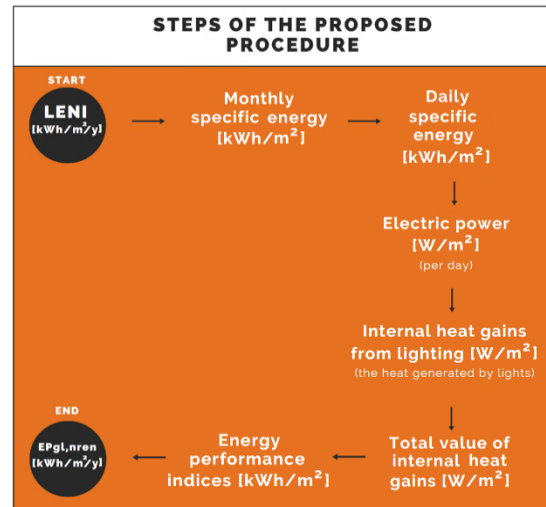 STEPS OF THE PROPOSED
PROCEDURE
START
LENI
[kWh/m²/y]
Monthly
specific energy
[kWh/m²]
Daily
specific
energy
[kWh/m²]
Electric power
[W/m²]
(per day)
Internal heat gains
from lighting [W/m²]
(the heat generated by lights)
Total value of
internal heat
gains [W/m²]
Energy
performance
indices [kWh/m²]
END
EPgl,nren
[kWh/m²/y]